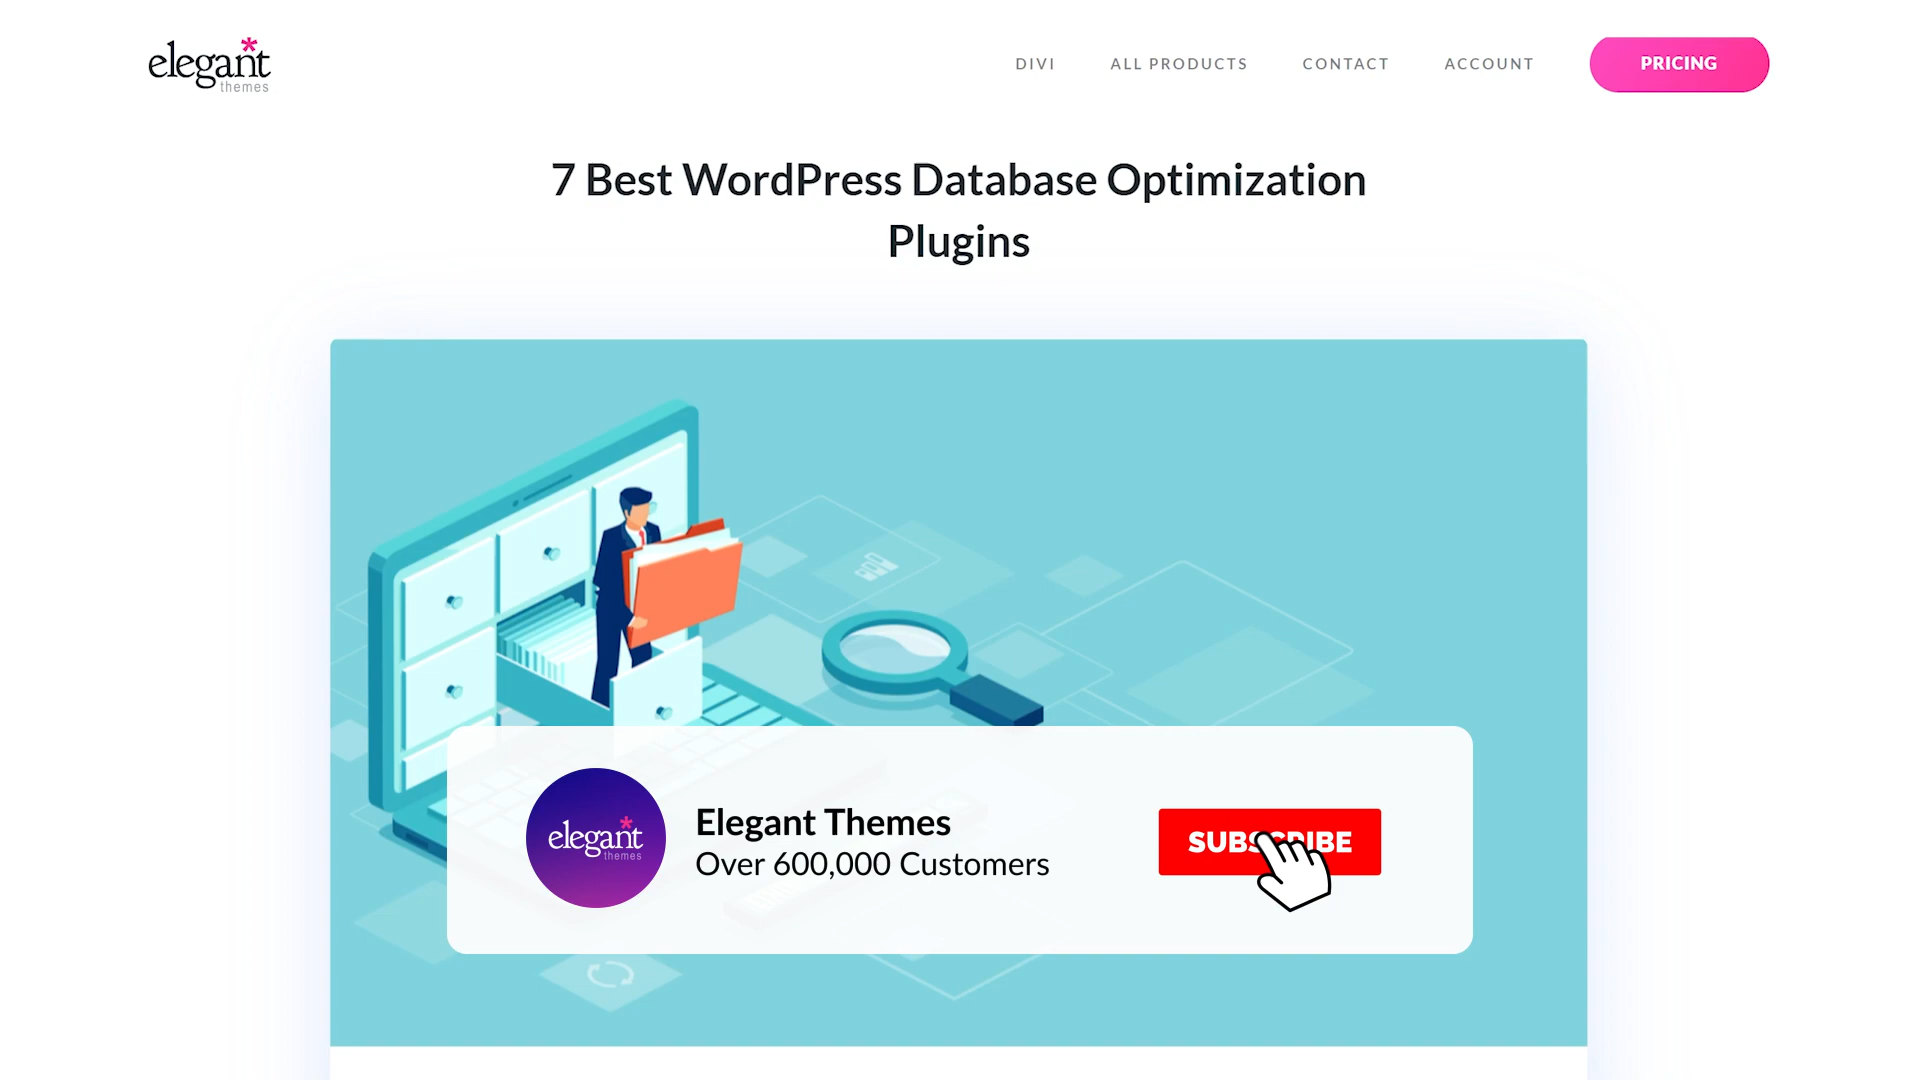 elegant
themes
DIVI
ALL PRODUCTS
CONTACT
ACCOUNT
PRICING
7 Best WordPress Database Optimization
Plugins
elegant
themes
Elegant Themes
Over 600,000 Customers
SUBSCRIBE